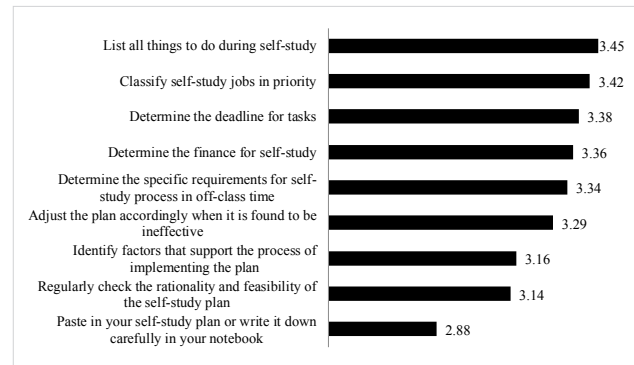 List all things to do during self-study 3.45
Classify self-study jobs in priority 3.42
Determine the deadline for tasks 3.38
Determine the finance for self-study 3.36
Determine the specific requirements for self-
study process in off-class time 3.34
Adjust the plan accordingly when it is found to be
ineffective 3.29
Identify factors that support the process of
implementing the plan 3.16
Regularly check the rationality and feasibility of
the self-study plan 3.14
Paste in your self-study plan or write it down
carefully in your notebook 2.88